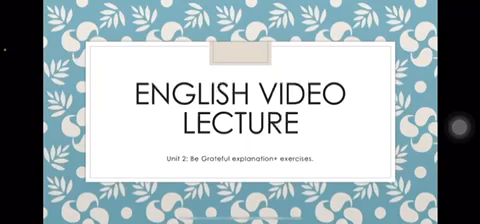 ENGLISH VIDEO
LECTURE
Unit 2: Be Grateful explanation+ exercises.